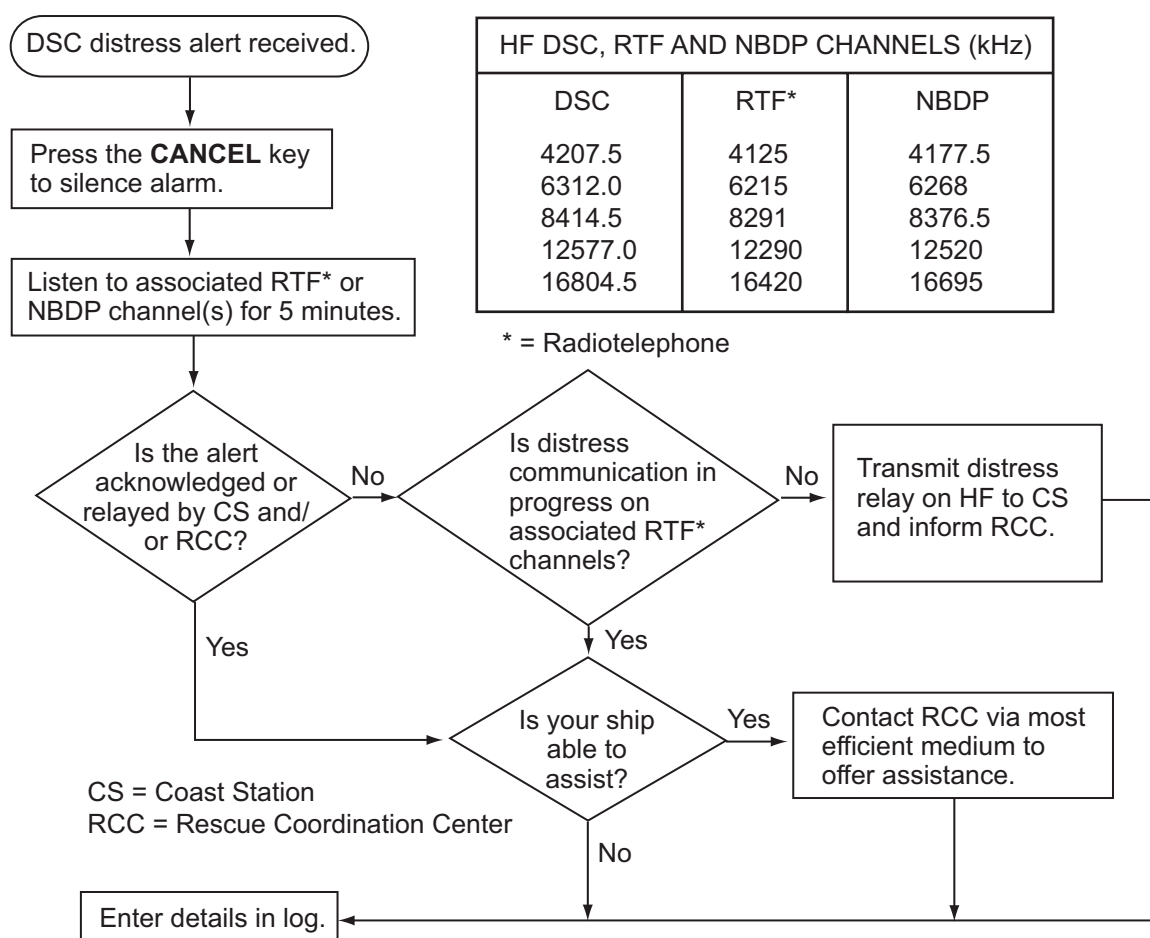 DSC distress alert received.
Press the CANCEL key
to silence alarm.
Listen to associated RTF* or
NBDP channel(s) for 5 minutes.
HF DSC, RTF AND NBDP CHANNELS (kHz)
DSC RTF* NBDP
4207.5 4125 4177.5
6312.0 6215 6268
8414.5 8291 8376.5
12577.0 12290 12520
16804.5 16420 16695
* = Radiotelephone
Is the alert
acknowledged or
relayed by CS and/
or RCC?
No
Yes
Is distress
communication in
progress on
associated RTF*
channels?
No
Yes
Transmit distress
relay on HF to CS
and inform RCC.
Is your ship
able to
assist?
Yes
No
Contact RCC via most
efficient medium to
offer assistance.
CS = Coast Station
RCC = Rescue Coordination Center
Enter details in log.